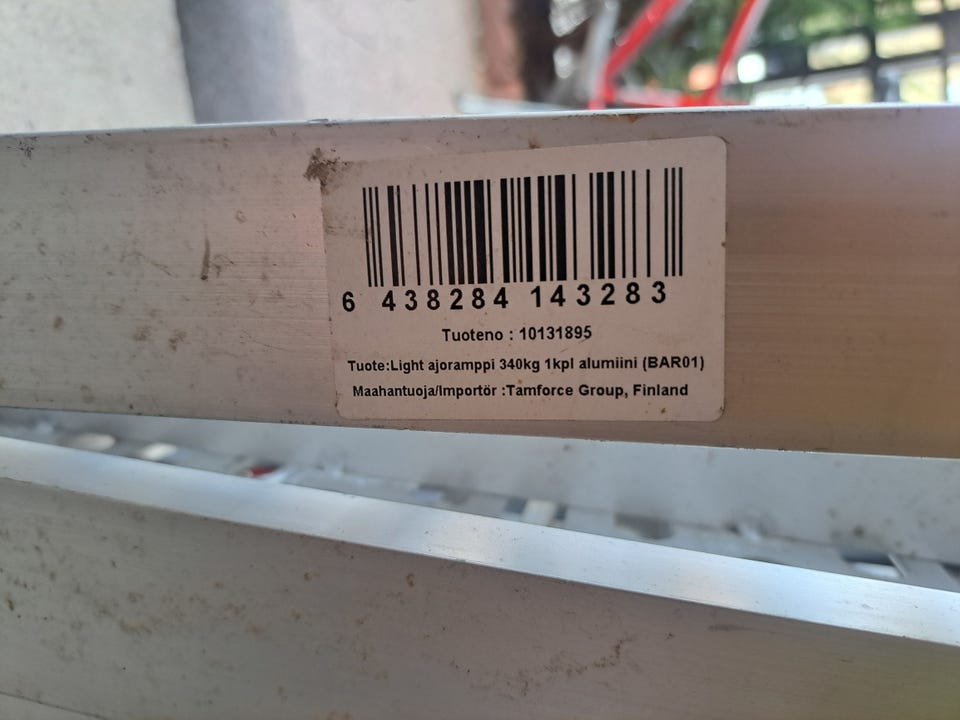 6 438284 143283
Tuoteno : 10131895
Tuote:Light ajoramppi 340kg 1kpl alumiini (BAR01)
Maahantuoja/Importör :Tamforce Group, Finland